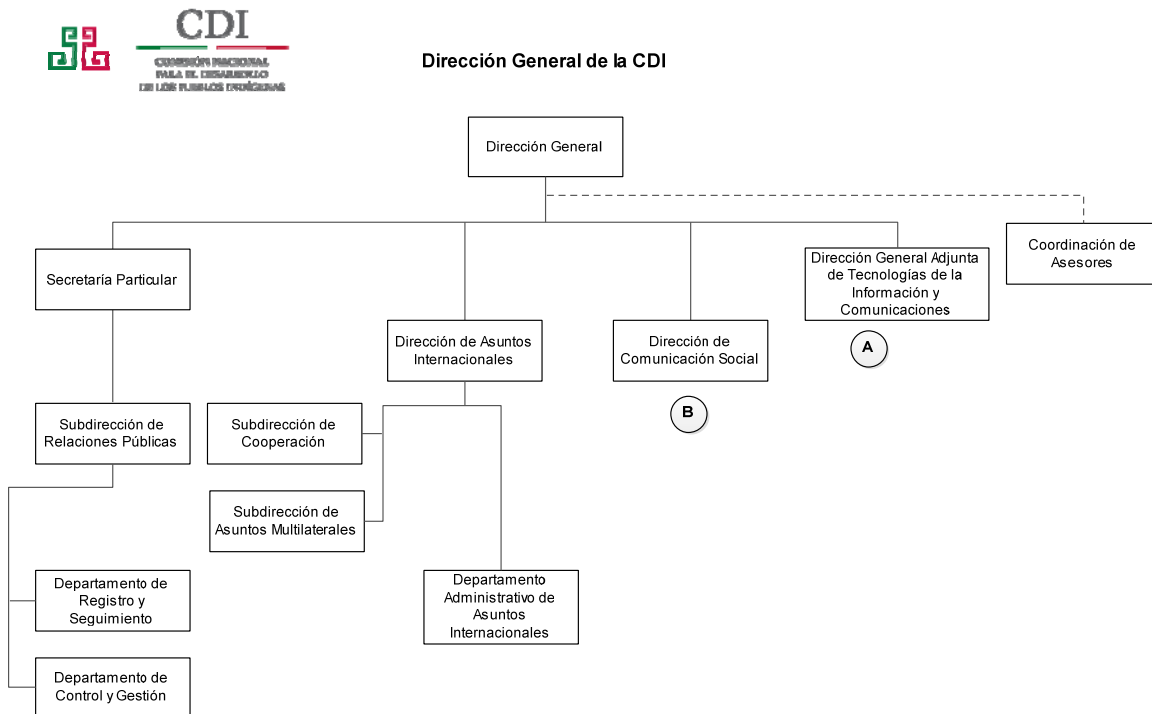 CDI
COMISIÓN NACIONAL
PARA EL DESARROLLO
DE LOS PUEBLOS INDÍGENAS
Dirección General de la CDI
Dirección General
Secretaría Particular
Dirección General Adjunta
de Tecnologías de la
Información y
Comunicaciones
Coordinación de
Asesores
Dirección de Asuntos
Internacionales
Dirección de
Comunicación Social
A
B
Subdirección de
Relaciones Públicas
Subdirección de
Cooperación
Subdirección de
Asuntos Multilaterales
Departamento de
Registro y
Seguimiento
Departamento
Administrativo de
Asuntos
Internacionales
Departamento de
Control y Gestión